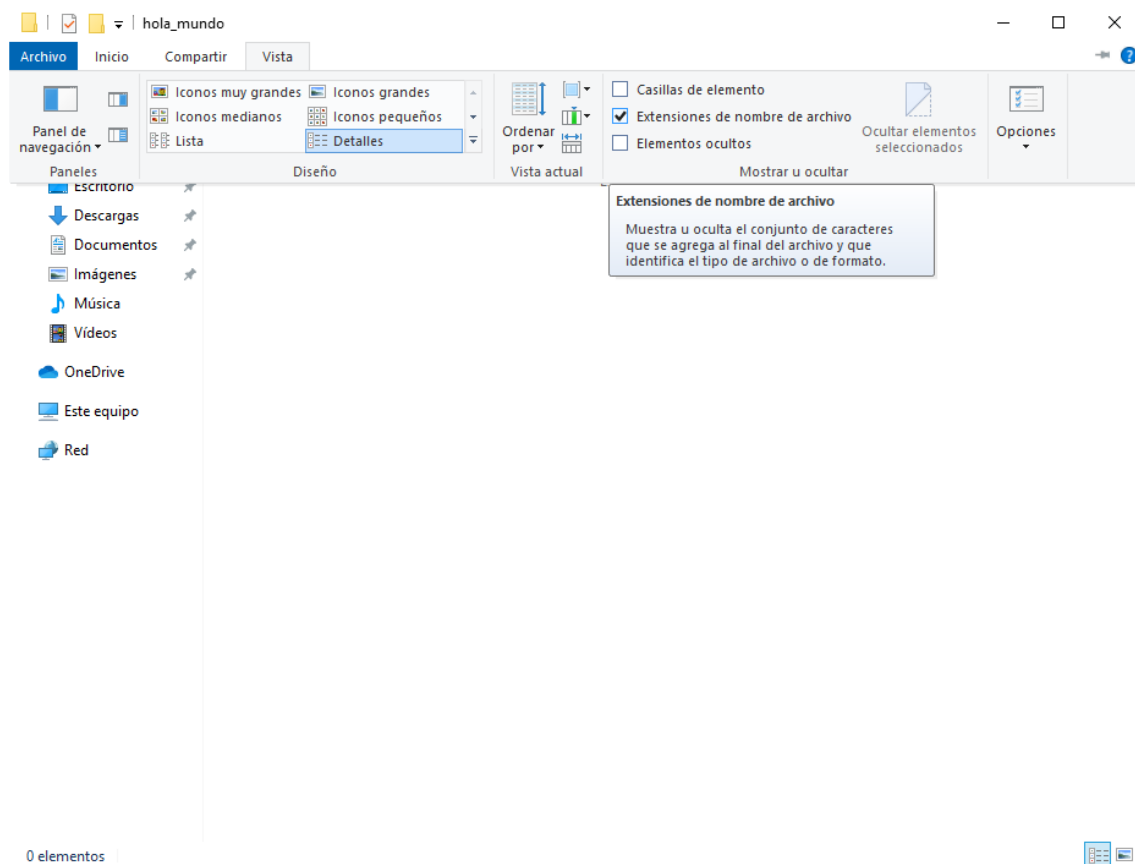 hola_mundo
Archivo Inicio Compartir Vista
Panel de
navegación
Paneles
Iconos muy grandes Iconos grandes
Iconos medianos Iconos pequeños
Lista Detalles
Diseño
Ordenar
por
Vista actual
Casillas de elemento
Extensiones de nombre de archivo
Elementos ocultos
Ocultar elementos
seleccionados
Mostrar u ocultar
Opciones
Escritorio
Descargas
Documentos
Imágenes
Música
Vídeos
OneDrive
Este equipo
Red
Extensiones de nombre de archivo
Muestra u oculta el conjunto de caracteres
que se agrega al final del archivo y que
identifica el tipo de archivo o de formato.
0 elementos